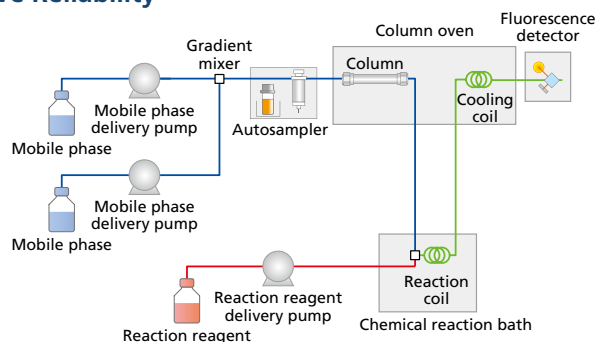 Fluorescence
detector
Column oven
Gradient
mixer
Column
Cooling
coil
Mobile phase
delivery pump
Autosampler
Mobile phase
Mobile phase
delivery pump
Mobile phase
Reaction
coil
Reaction reagent
delivery pump
Chemical reaction bath
Reaction reagent